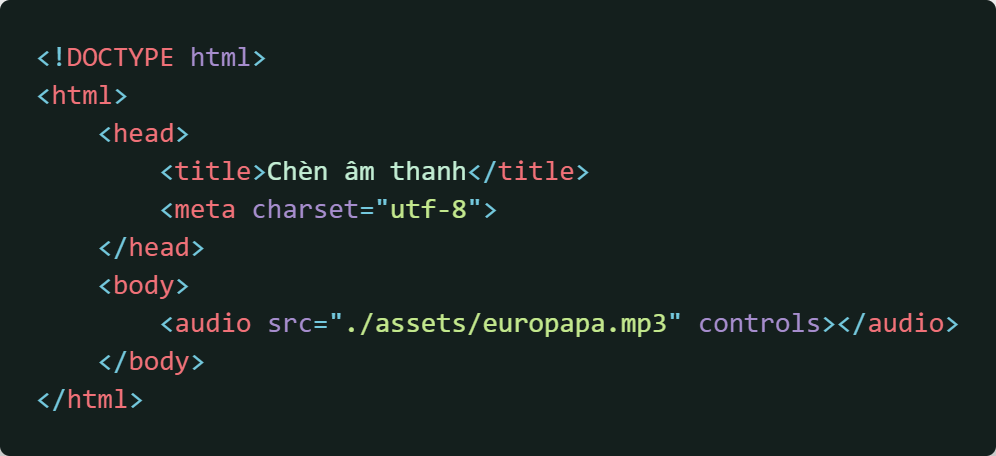 <!DOCTYPE html>
<html>
    <head>
        <title>Chèn âm thanh</title>
        <meta charset="utf-8">
    </head>
    <body>
        <audio src="./assets/europapa.mp3" controls></audio>
    </body>
</html>